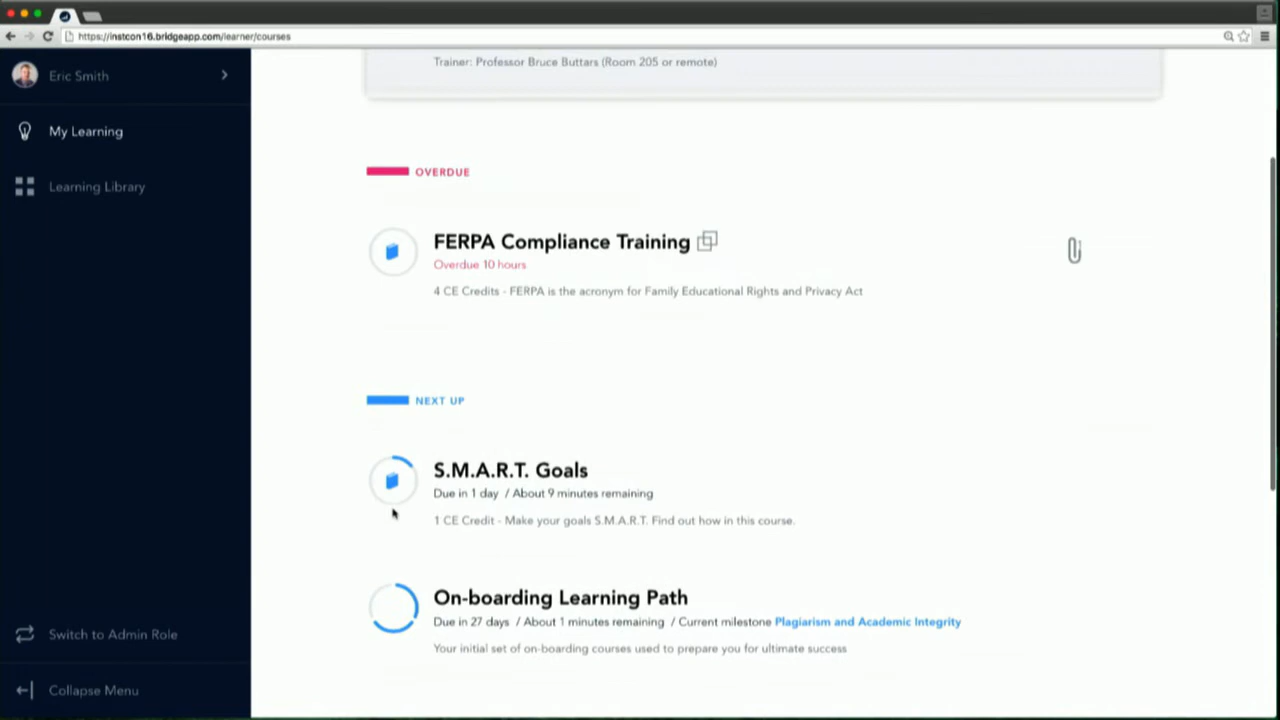 https://instcon16.bridgeapp.com/learner/courses
Eric Smith
My Learning
Learning Library
Switch to Admin Role
Collapse Menu
Trainer: Professor Bruce Buttars (Room 205 or remote)
OVERDUE
FERPA Compliance Training
Overdue 10 hours
4 CE Credits - FERPA is the acronym for Family Educational Rights and Privacy Act
NEXT UP
S.M.A.R.T. Goals
Due in 1 day / About 9 minutes remaining
1 CE Credit - Make your goals S.M.A.R.T. Find out how in this course.
On-boarding Learning Path
Due in 27 days / About 1 minutes remaining / Current milestone Plagiarism and Academic Integrity
Your initial set of on-boarding courses used to prepare you for ultimate success